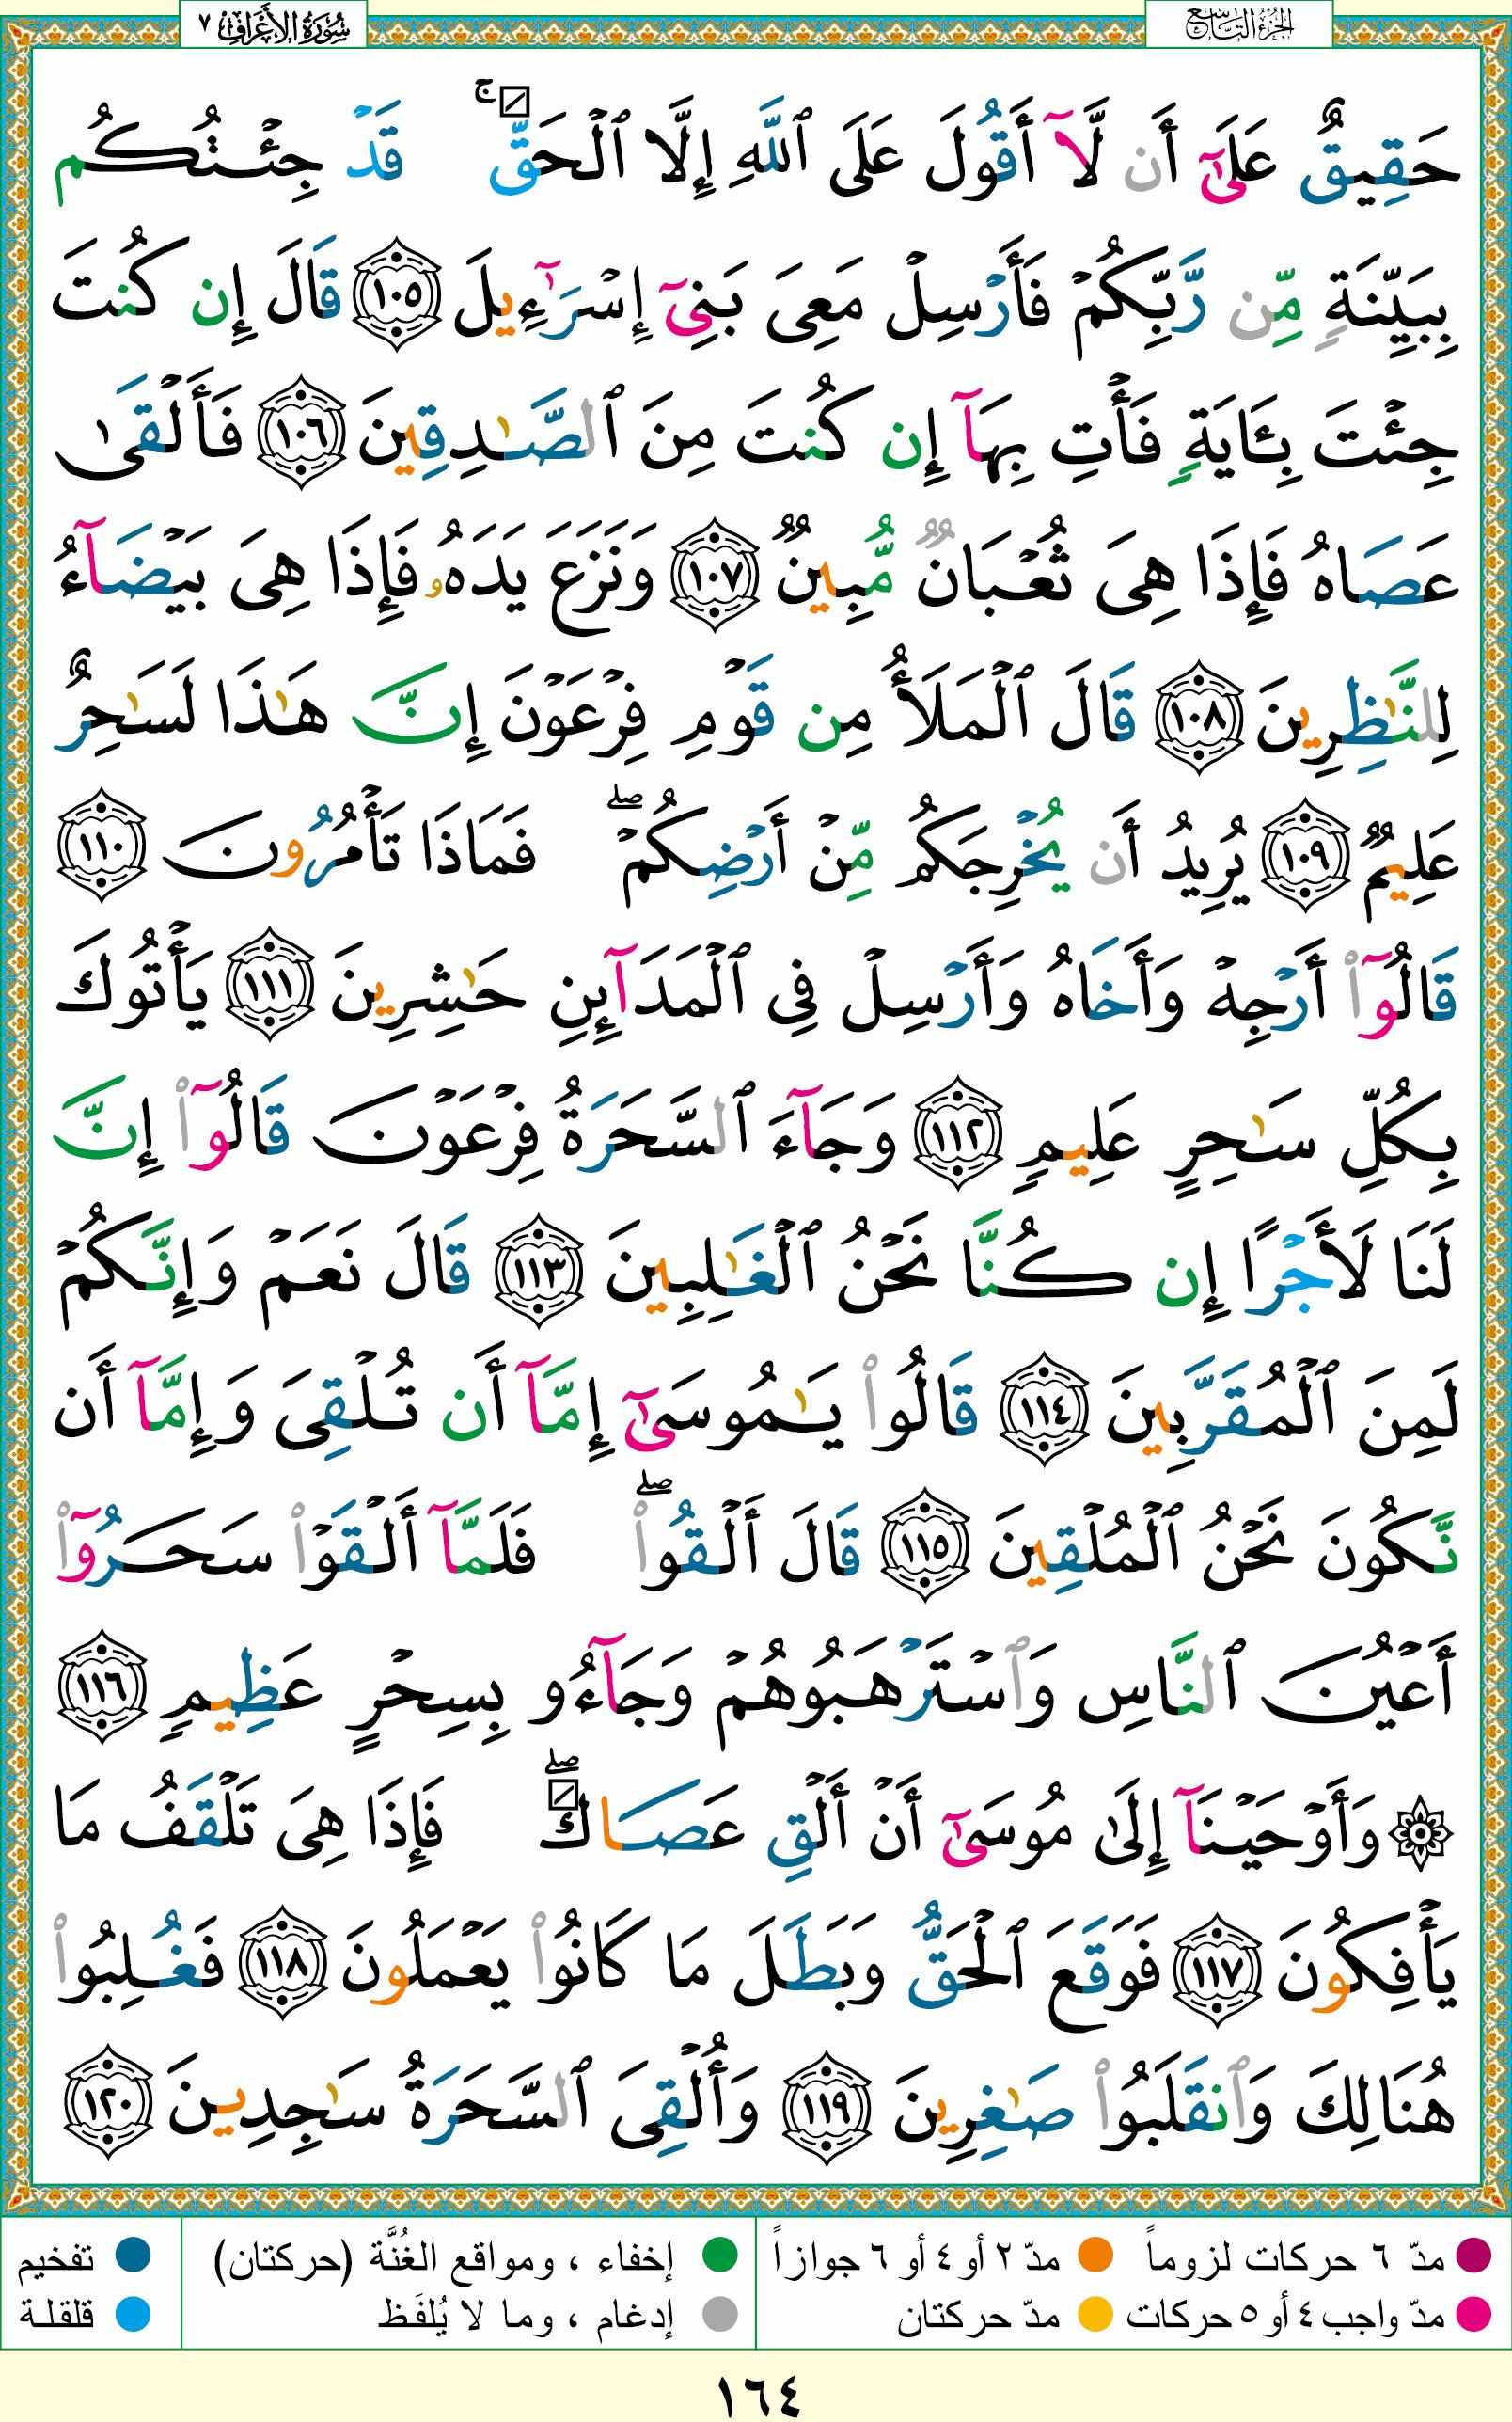 الجزء التاسع
سورة الأعراف ٧
حَقِيقٌ عَلَىٰٓ أَن لَّآ أَقُولَ عَلَى ٱللَّهِ إِلَّا ٱلْحَقَّ ۚ قَدْ جِئْتُكُم
بِبَيِّنَةٍ مِّن رَّبِّكُمْ فَأَرْسِلْ مَعِىَ بَنِىٓ إِسْرَٰٓءِيلَ ١٠٥ قَالَ إِن كُنتَ
جِئْتَ بِـَٔايَةٍ فَأْتِ بِهَآ إِن كُنتَ مِنَ ٱلصَّٰدِقِينَ ١٠٦ فَأَلْقَىٰ
عَصَاهُ فَإِذَا هِىَ ثُعْبَانٌ مُّبِينٌ ١٠٧ وَنَزَعَ يَدَهُۥ فَإِذَا هِىَ بَيْضَآءُ
لِلنَّٰظِرِينَ ١٠٨ قَالَ ٱلْمَلَأُ مِن قَوْمِ فِرْعَوْنَ إِنَّ هَٰذَا لَسَٰحِرٌ
عَلِيمٌ ١٠٩ يُرِيدُ أَن يُخْرِجَكُم مِّنْ أَرْضِكُمْ ۖ فَمَاذَا تَأْمُرُونَ ١١٠
قَالُوٓا۟ أَرْجِهْ وَأَخَاهُ وَأَرْسِلْ فِى ٱلْمَدَآئِنِ حَٰشِرِينَ ١١١ يَأْتُوكَ
بِكُلِّ سَٰحِرٍ عَلِيمٍ ١١٢ وَجَآءَ ٱلسَّحَرَةُ فِرْعَوْنَ قَالُوٓا۟ إِنَّ
لَنَا لَأَجْرًا إِن كُنَّا نَحْنُ ٱلْغَٰلِبِينَ ١١٣ قَالَ نَعَمْ وَإِنَّكُمْ
لَمِنَ ٱلْمُقَرَّبِينَ ١١٤ قَالُوا۟ يَٰمُوسَىٰٓ إِمَّآ أَن تُلْقِىَ وَإِمَّآ أَن
نَّكُونَ نَحْنُ ٱلْمُلْقِينَ ١١٥ قَالَ أَلْقُوا۟ ۖ فَلَمَّآ أَلْقَوْا۟ سَحَرُوٓا۟
أَعْيُنَ ٱلنَّاسِ وَٱسْتَرْهَبُوهُمْ وَجَآءُو بِسِحْرٍ عَظِيمٍ ١١٦
۞ وَأَوْحَيْنَآ إِلَىٰ مُوسَىٰٓ أَنْ أَلْقِ عَصَاكَ ۖ فَإِذَا هِىَ تَلْقَفُ مَا
يَأْفِكُونَ ١١٧ فَوَقَعَ ٱلْحَقُّ وَبَطَلَ مَا كَانُوا۟ يَعْمَلُونَ ١١٨ فَغُلِبُوا۟
هُنَالِكَ وَٱنقَلَبُوا۟ صَٰغِرِينَ ١١٩ وَأُلْقِىَ ٱلسَّحَرَةُ سَٰجِدِينَ ١٢٠
مدّ ٦ حركات لزوماً مدّ ٢ أو ٤ أو ٦ جوازاً إخفاء ، ومواقع الغُنَّة (حركتان) تفخيم
مدّ واجب ٤ أو ٥ حركات مدّ حركتان إدغام ، وما لا يُلفَظ قلقلة
١٦٤